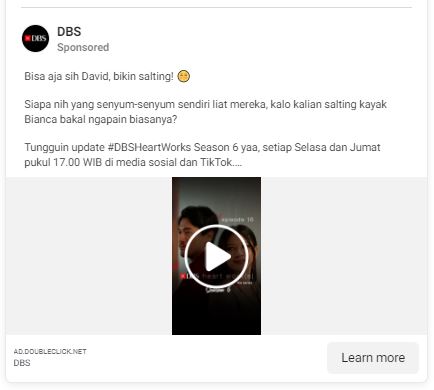 DBS
DBS
Sponsored
Bisa aja sih David, bikin salting! 😊
Siapa nih yang senyum-senyum sendiri liat mereka, kalo kalian salting kayak
Bianca bakal ngapain biasanya?
Tungguin update #DBSHeartWorks Season 6 yaa, setiap Selasa dan Jumat
pukul 17.00 WIB di media sosial dan TikTok....
episode 16
DBS heart wor(k)
AD.DOUBLECLICK.NET
DBS
Learn more